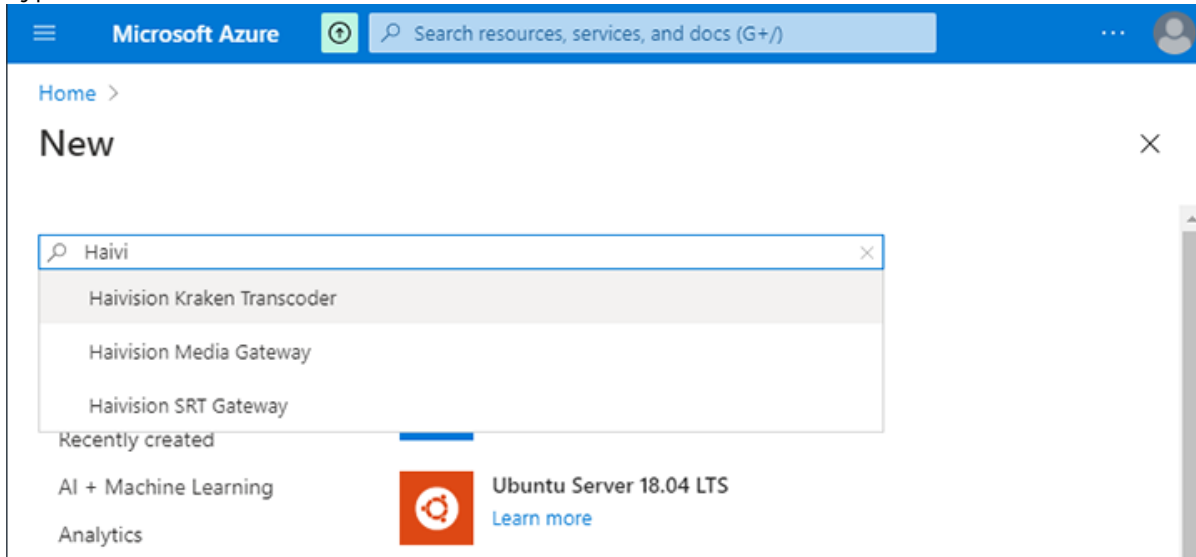 Microsoft Azure
Search resources, services, and docs (G+/)
...
Home >
New
Haivi
Haivision Kraken Transcoder
Haivision Media Gateway
Haivision SRT Gateway
Recently created
AI + Machine Learning
Ubuntu Server 18.04 LTS
Learn more
Analytics